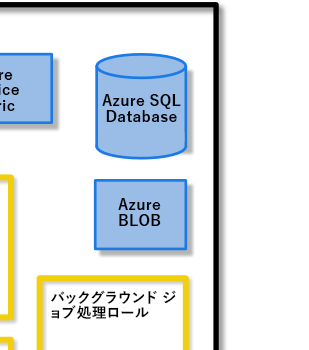 re
ice
ric
Azure SQL
Database
Azure
BLOB
バックグラウンド ジ
ョブ処理ロール